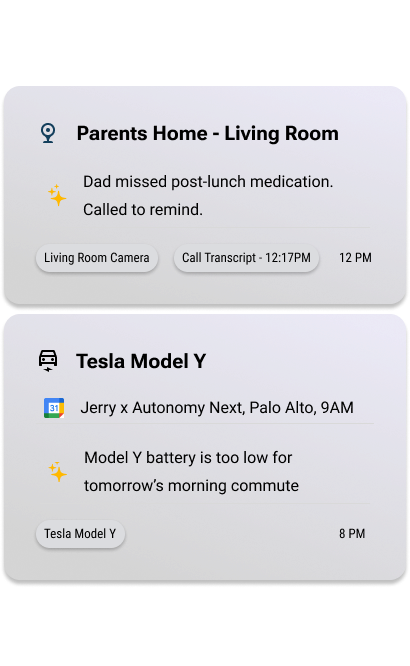 Parents Home - Living Room
Dad missed post-lunch medication.
Called to remind.
Living Room Camera
Call Transcript - 12:17PM
12 PM
Tesla Model Y
31
Jerry x Autonomy Next, Palo Alto, 9AM
Model Y battery is too low for
tomorrow’s morning commute
Tesla Model Y
8 PM